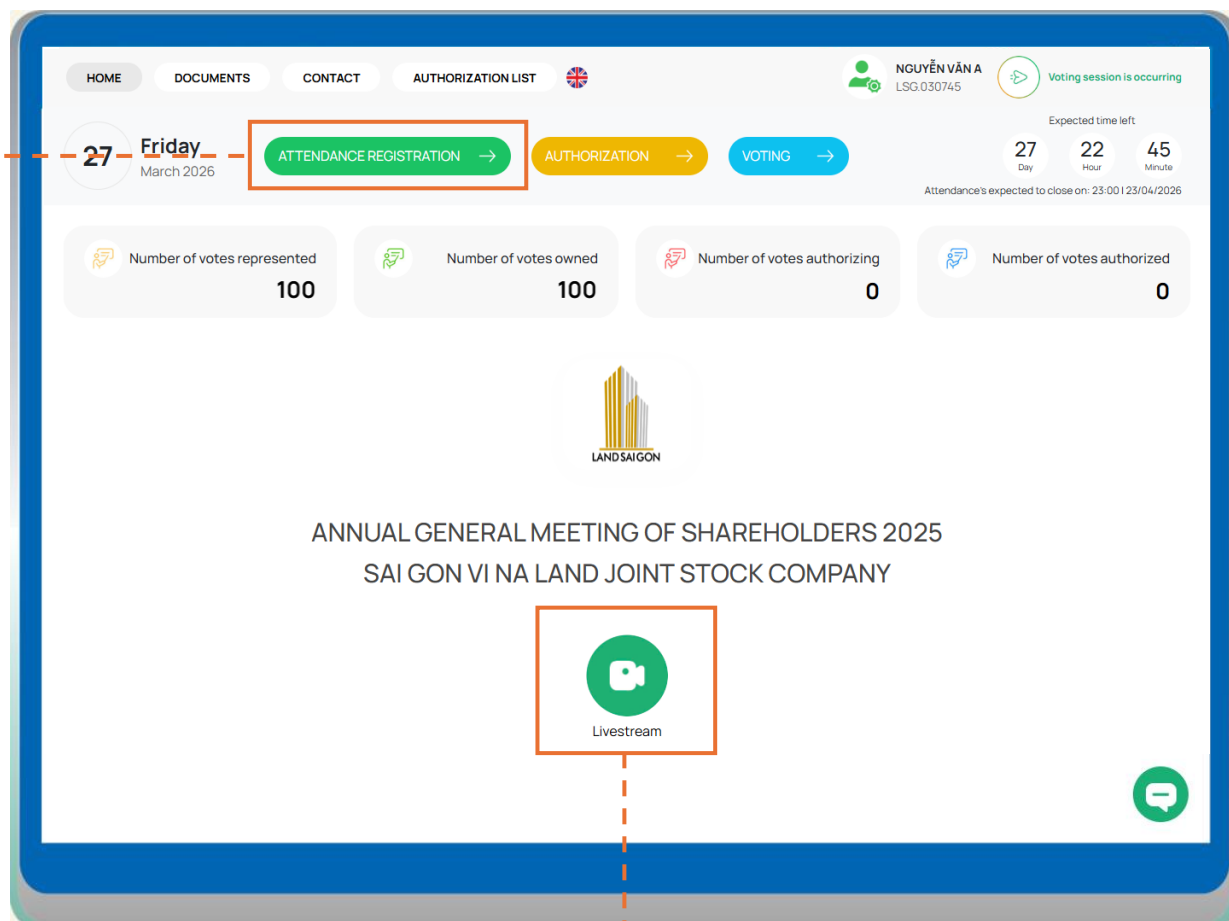 HOME
DOCUMENTS
CONTACT
AUTHORIZATION LIST
NGUYỄN VĂN A
LSG.030745
Voting session is occurring
27
Friday
March 2026
ATTENDANCE REGISTRATION
AUTHORIZATION
VOTING
Expected time left
27 22 45
Day Hour Minute
Attendance's expected to close on: 23:00 | 23/04/2026
Number of votes represented
100
Number of votes owned
100
Number of votes authorizing
0
Number of votes authorized
0
LAND SAIGON
ANNUAL GENERAL MEETING OF SHAREHOLDERS 2025
SAI GON VI NA LAND JOINT STOCK COMPANY
Livestream